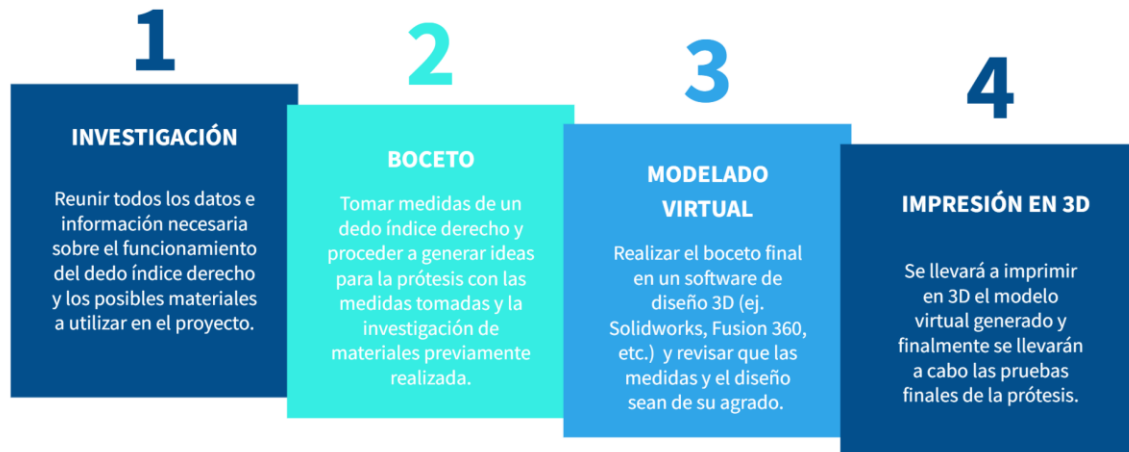 1
INVESTIGACIÓN
Reunir todos los datos e
información necesaria
sobre el funcionamiento
del dedo índice derecho
y los posibles materiales
a utilizar en el proyecto.
2
BOCETO
Tomar medidas de un
dedo índice derecho y
proceder a generar ideas
para la prótesis con las
medidas tomadas y la
investigación de
materiales previamente
realizada.
3
MODELADO
VIRTUAL
Realizar el boceto final
en un software de
diseño 3D (ej.
Solidworks, Fusion 360,
etc.) y revisar que las
medidas y el diseño
sean de su agrado.
4
IMPRESIÓN EN 3D
Se llevará a imprimir
en 3D el modelo
virtual generado y
finalmente se llevarán
a cabo las pruebas
finales de la prótesis.